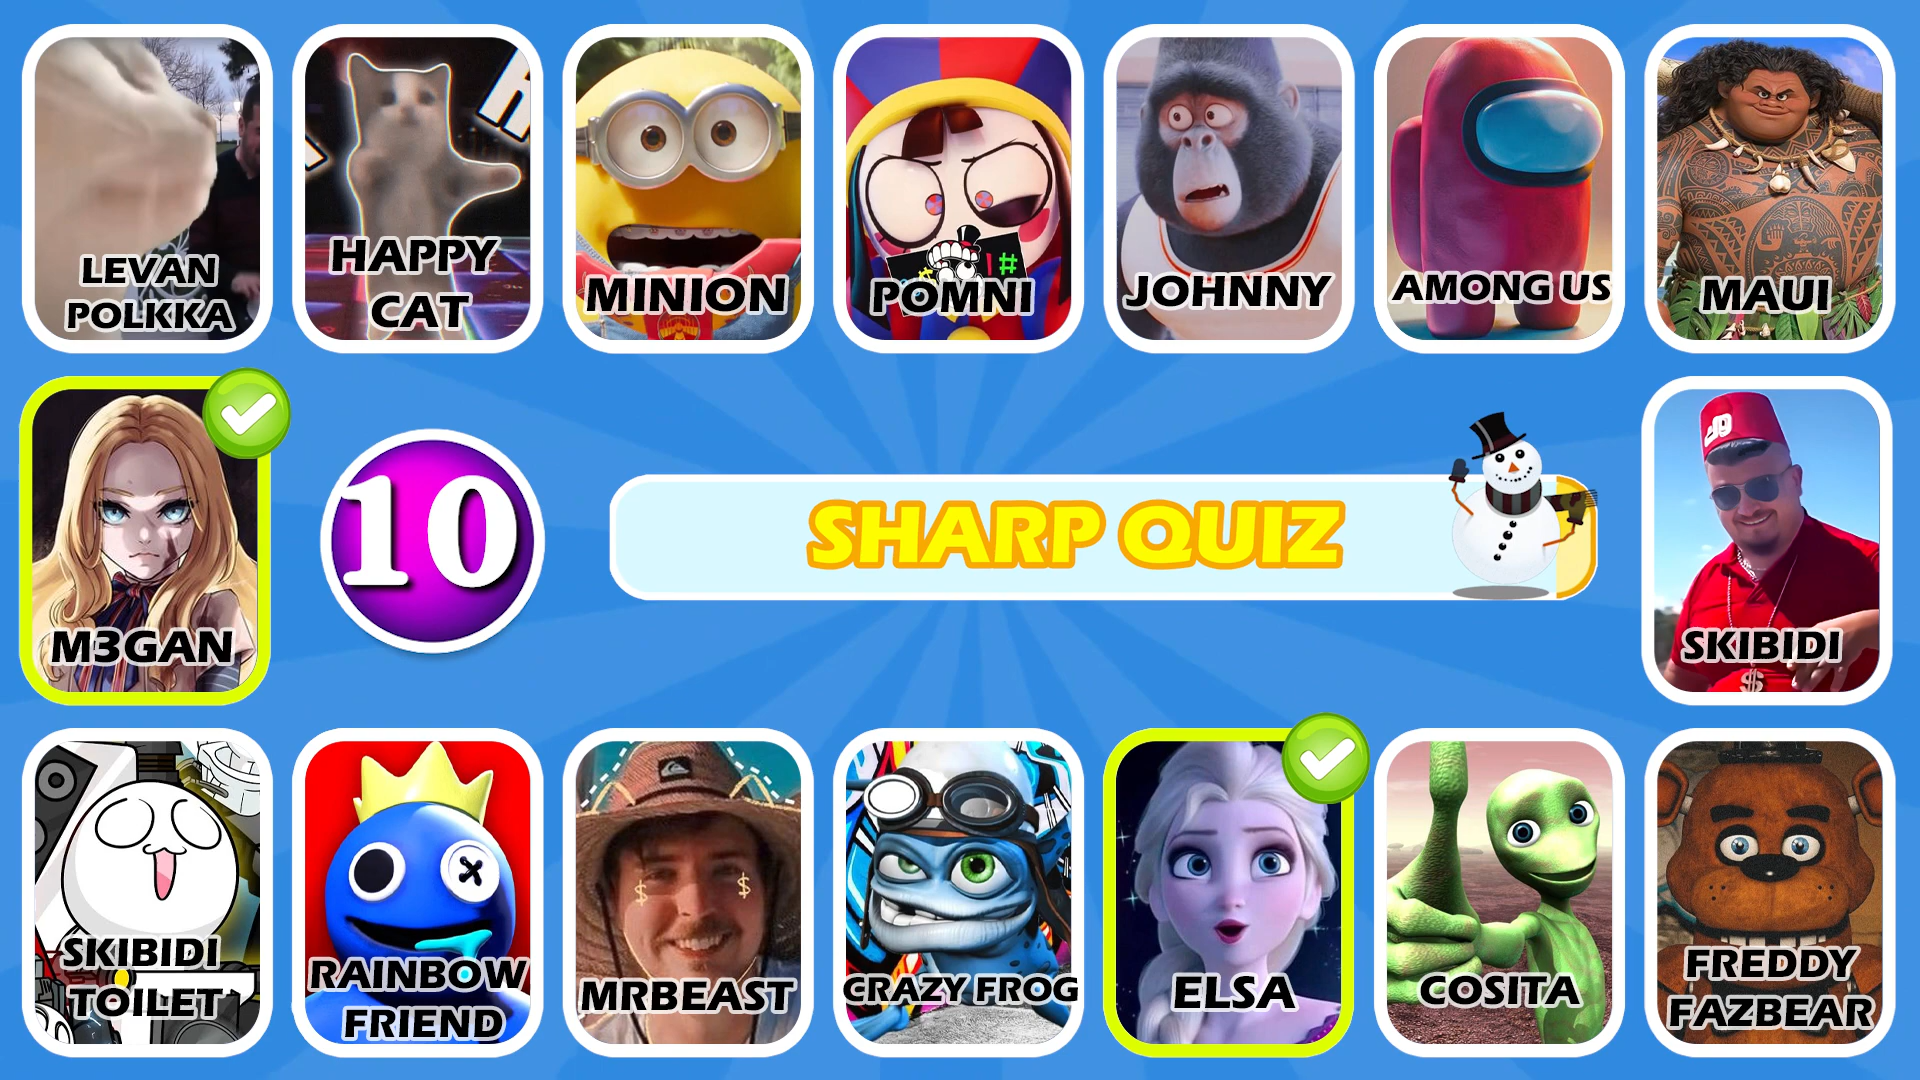 LEVAN
POLKKA
HAPPY
CAT
MINION
POMNI
JOHNNY
AMONG US
MAUI
M3GAN
10
SHARP QUIZ
SKIBIDI
$
SKIBIDI
TOILET
RAINBOW
FRIEND
$ $
MRBEAST
CRAZY FROG
ELSA
COSITA
FREDDY
FAZBEAR